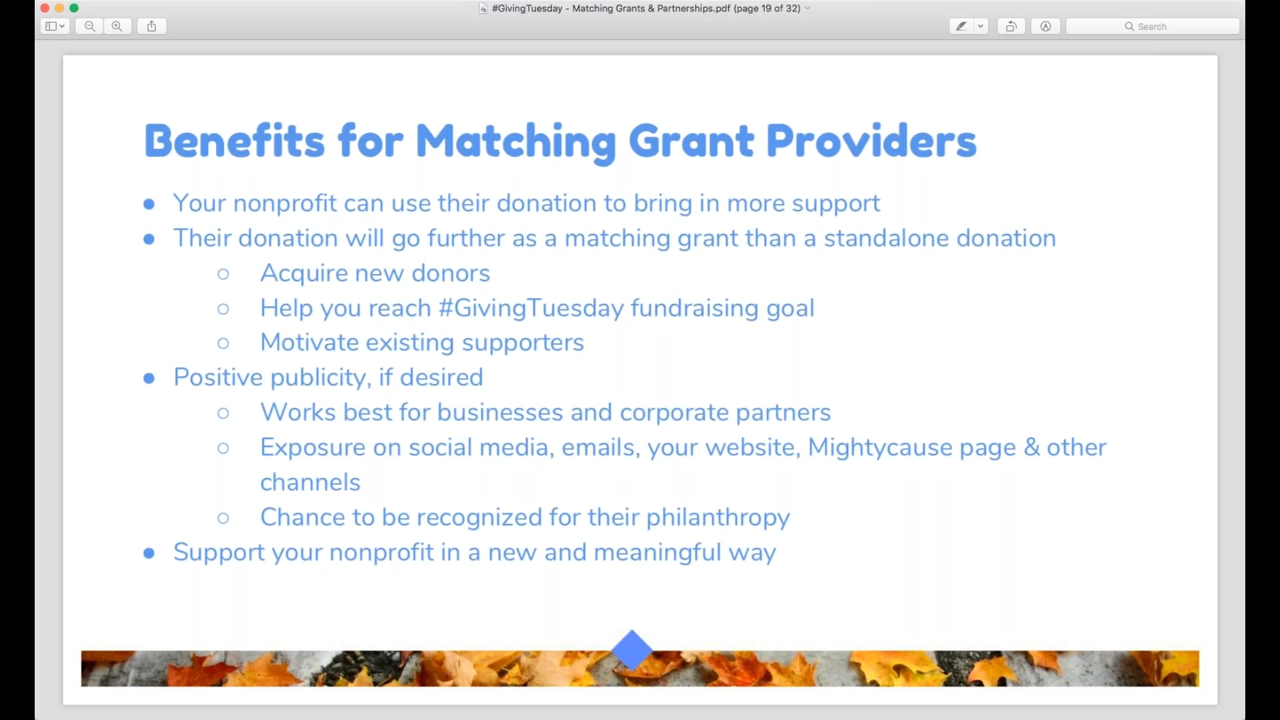 #GivingTuesday - Matching Grants & Partnerships.pdf (page 19 of 32)
Search
Benefits for Matching Grant Providers
● Your nonprofit can use their donation to bring in more support
● Their donation will go further as a matching grant than a standalone donation
○ Acquire new donors
○ Help you reach #GivingTuesday fundraising goal
○ Motivate existing supporters
● Positive publicity, if desired
○ Works best for businesses and corporate partners
○ Exposure on social media, emails, your website, Mightycause page & other
channels
○ Chance to be recognized for their philanthropy
● Support your nonprofit in a new and meaningful way